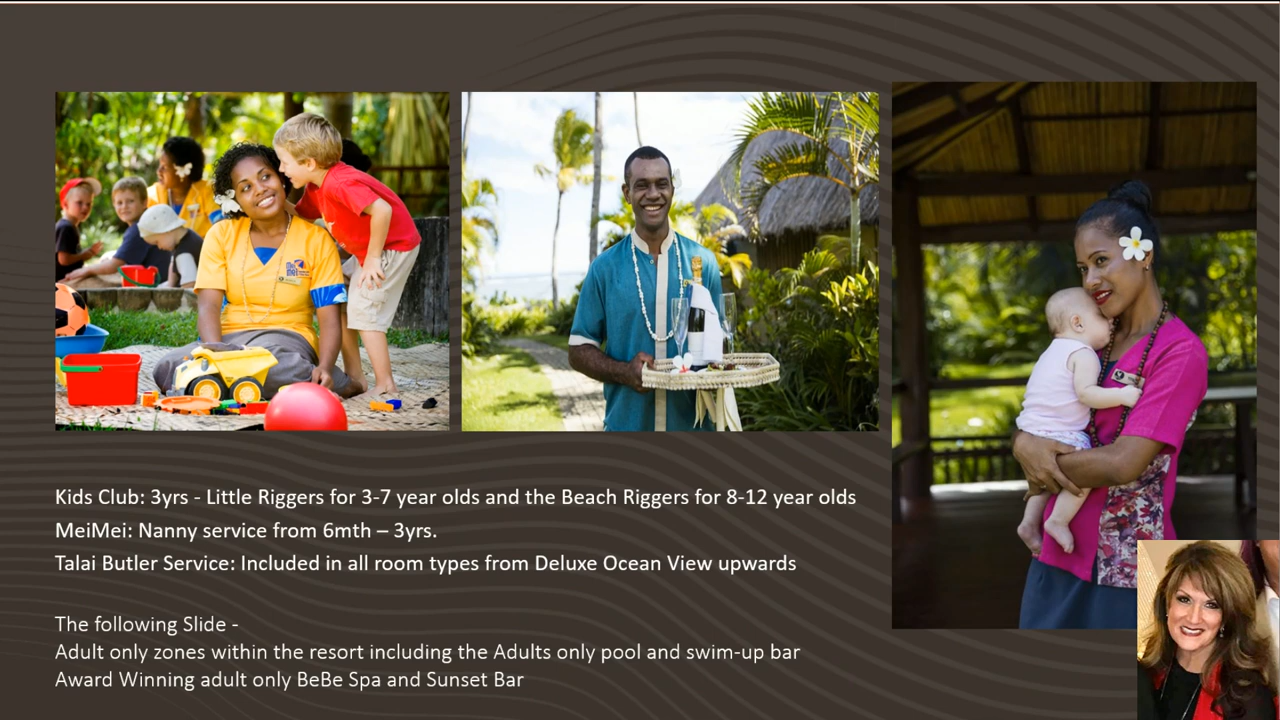 Kids Club: 3yrs - Little Riggers for 3-7 year olds and the Beach Riggers for 8-12 year olds
MeiMei: Nanny service from 6mth – 3yrs.
Talai Butler Service: Included in all room types from Deluxe Ocean View upwards
The following Slide -
Adult only zones within the resort including the Adults only pool and swim-up bar
Award Winning adult only BeBe Spa and Sunset Bar